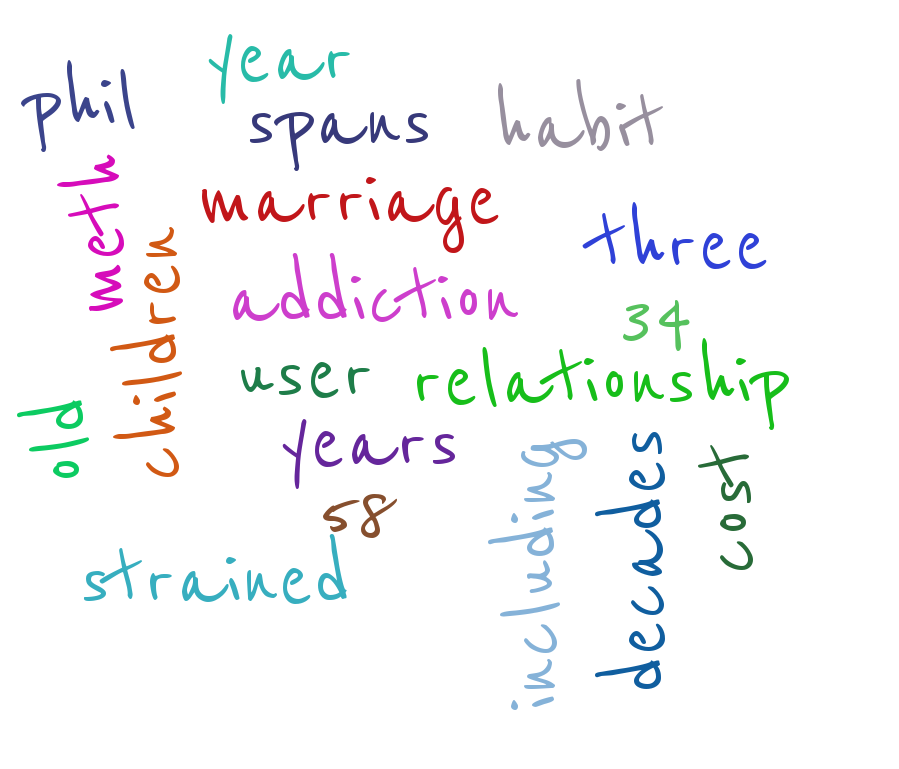 year
phil
spans
habit
meth
marriage
three
children
addiction
34
user
relationship
old
years
including
decades
cost
58
strained